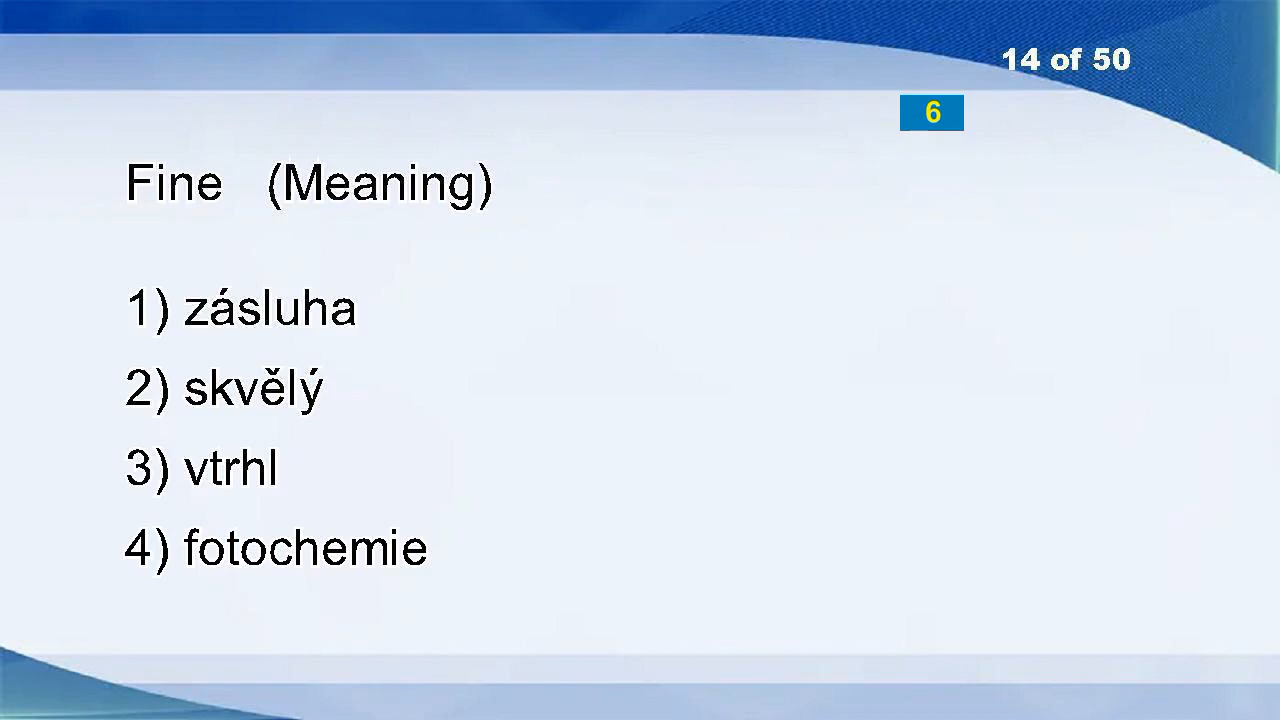 14 of 50
6
Fine (Meaning)
1) zásluha
2) skvělý
3) vtrhl
4) fotochemie